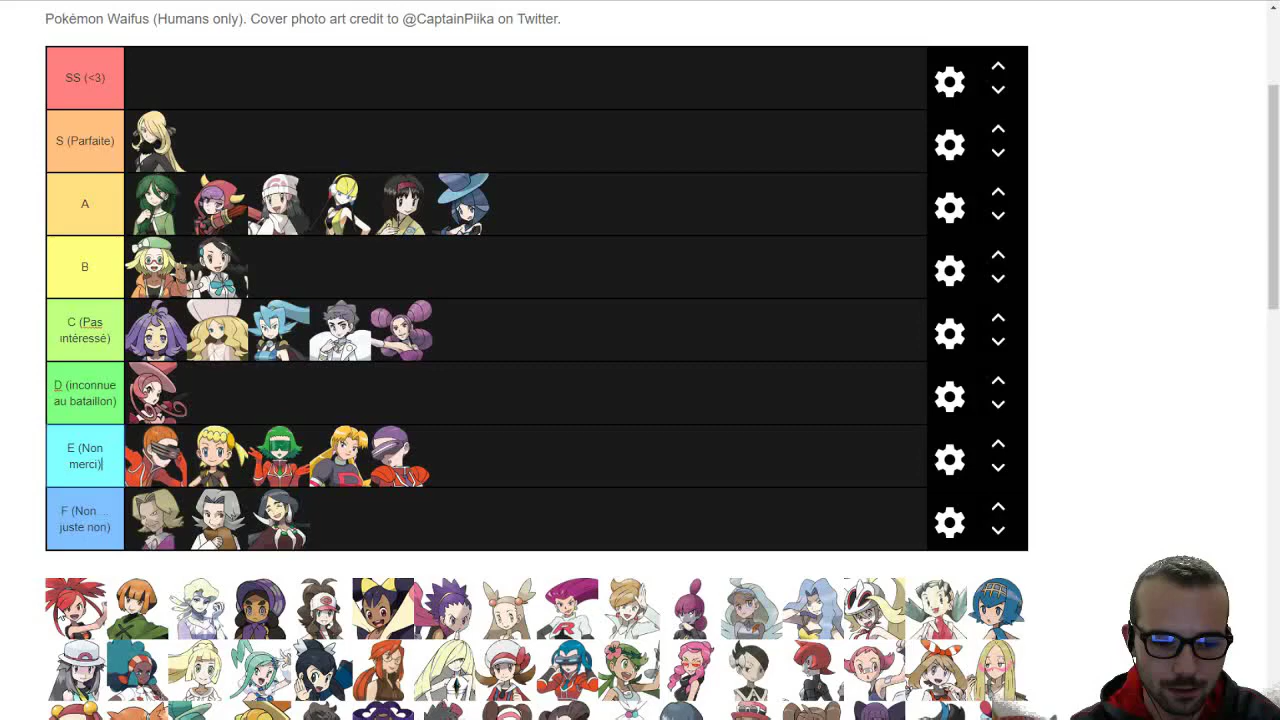 Pokémon Waifus (Humans only). Cover photo art credit to @CaptainPiika on Twitter.
SS (<3)
S (Parfaite)
A
B
C (Pas
intéressé)
D (inconnue
au bataillon)
E (Non
merci)
F (Non ...
juste non)